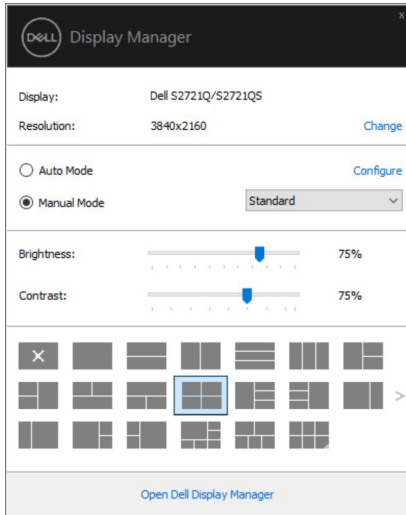 x
DELL Display Manager
Display: Dell S2721Q/S2721QS
Resolution: 3840x2160 Change
Auto Mode Configure
Manual Mode Standard
Brightness: 75%
Contrast: 75%
Open Dell Display Manager